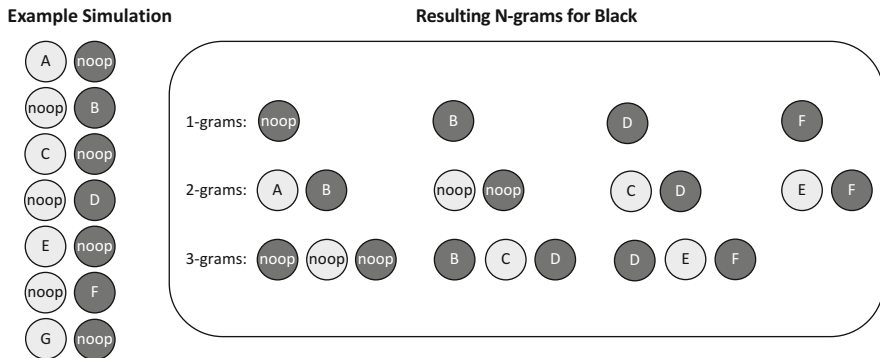 Example Simulation
Resulting N-grams for Black
A noop
noop B
C noop
noop D
E noop
noop F
G noop
1-grams: noop B D F
2-grams: A B noop noop C D E F
3-grams: noop noop noop B C D D E F